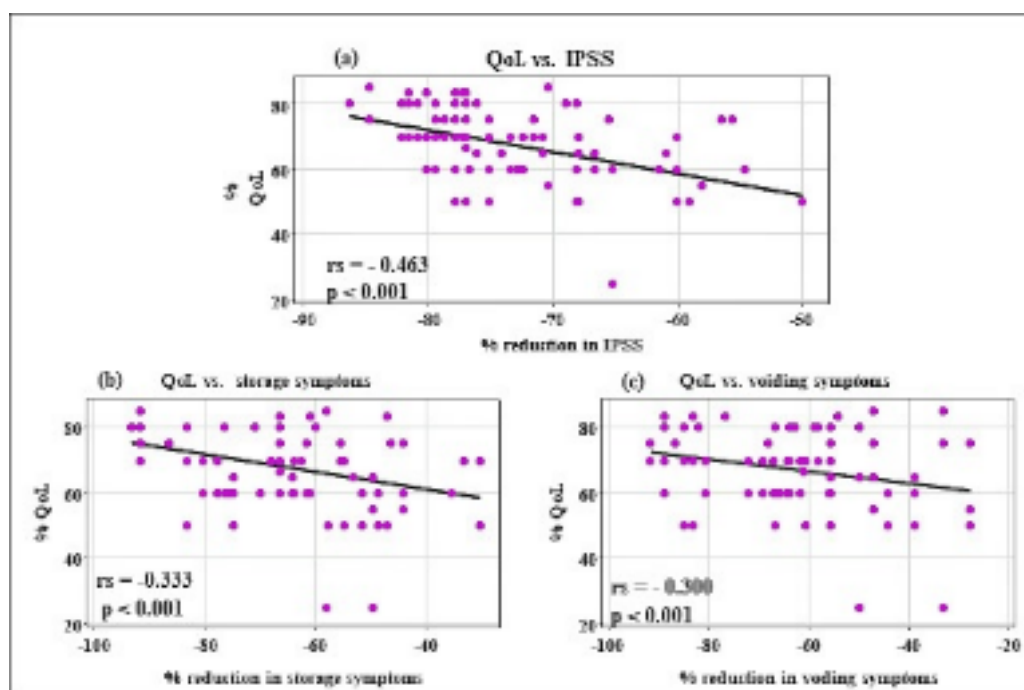 (a) QoL vs. IPSS
80
60
40
20
% QoL
rs = - 0.463
p < 0.001
-90 -80 -70 -60 -50
% reduction in IPSS
(b) QoL vs. storage symptoms
80
60
40
20
% QoL
rs = -0.333
p < 0.001
-100 -80 -60 -40
% reduction in storage symptoms
(c) QoL vs. voiding symptoms
80
60
40
20
% QoL
rs = - 0.300
p < 0.001
-100 -80 -60 -40 -20
% reduction in voding symptoms